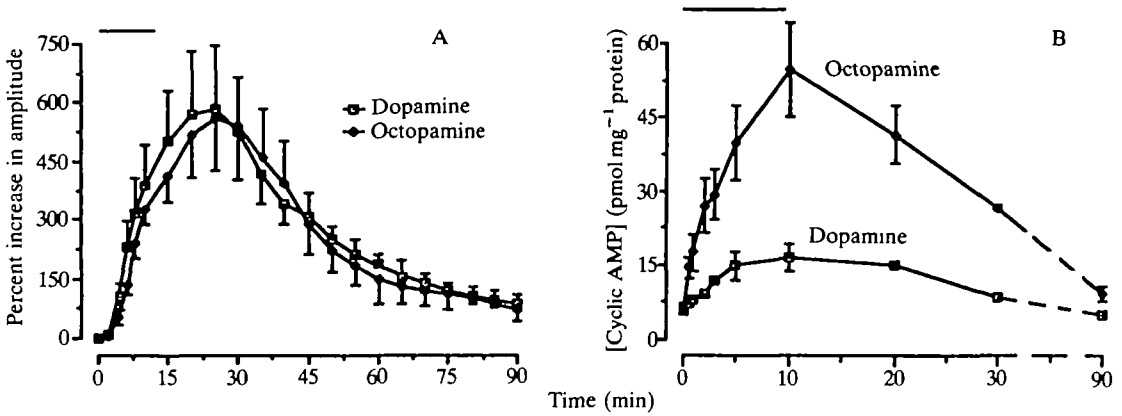 A
B
Percent increase in amplitude
750
600
450
300
150
0
Dopamine
Octopamine
0
15
30
45
60
75
90
[Cyclic AMP] (pmol mg⁻¹ protein)
60
45
30
15
0
Octopamine
Dopamine
0
10
20
30
90
Time (min)